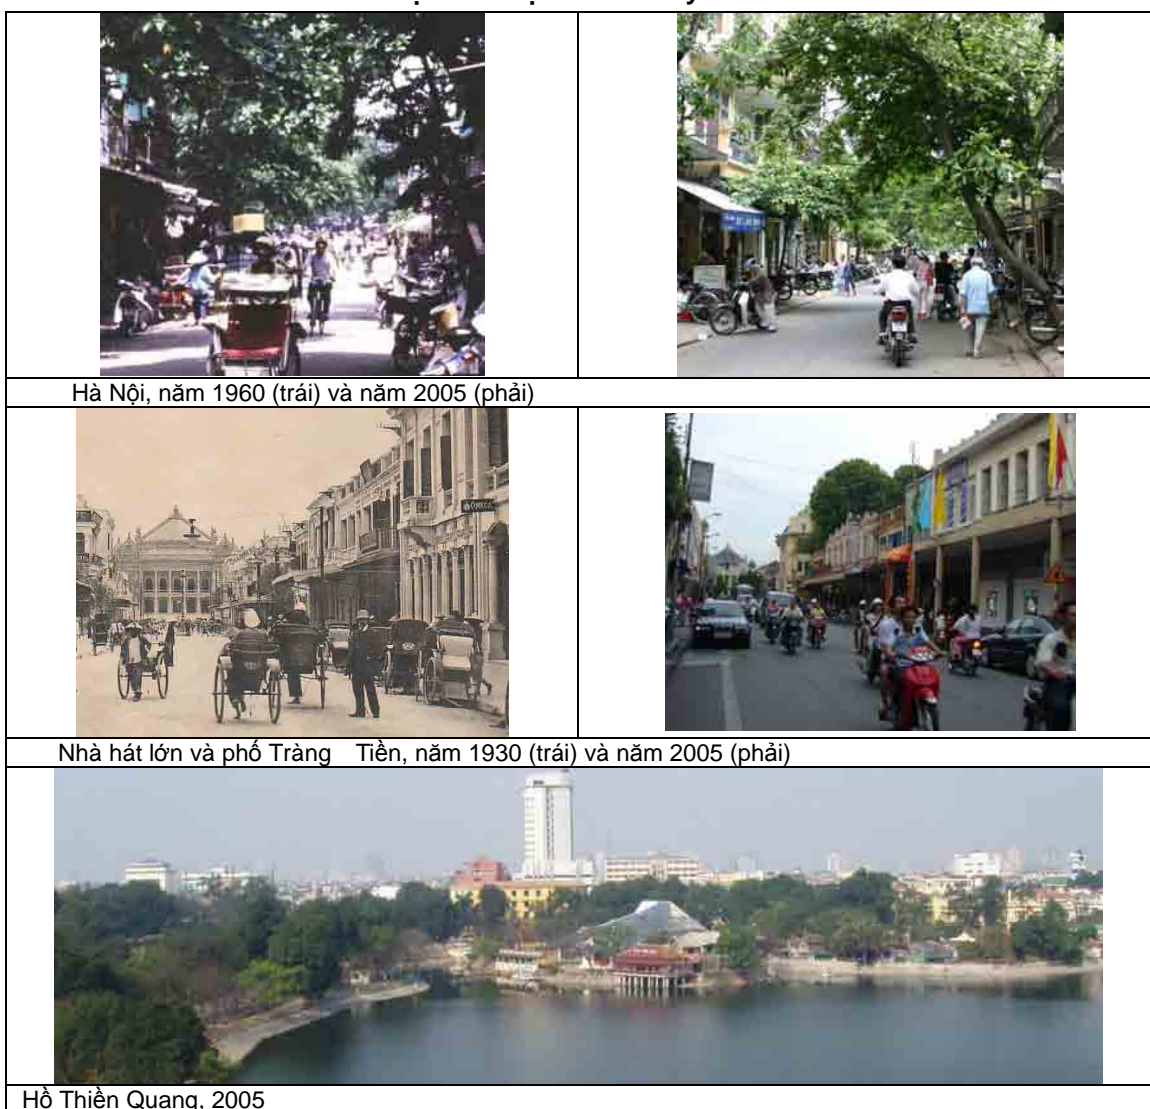 Hà Nội, năm 1960 (trái) và năm 2005 (phải)
OMEGA
Nhà hát lớn và phố Tràng Tiền, năm 1930 (trái) và năm 2005 (phải)
Hồ Thiền Quang, 2005